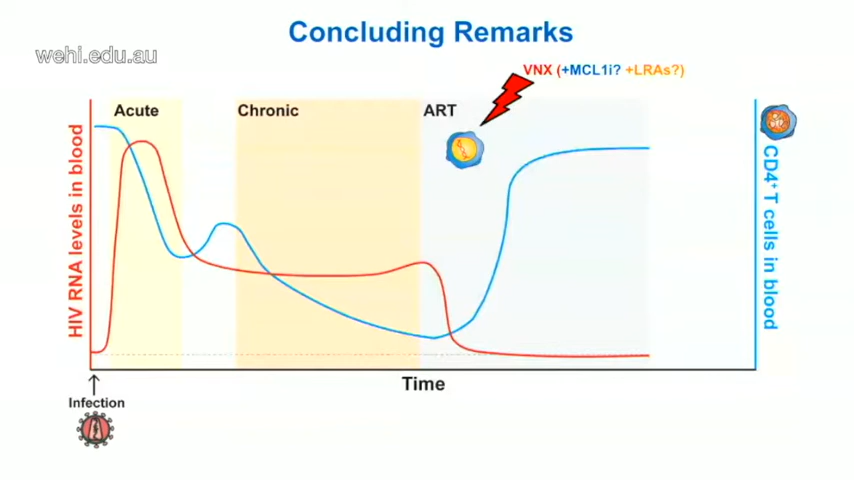 Concluding Remarks
wehi.edu.au
VNX (+MCL1i? +LRAs?)
Acute
Chronic
ART
HIV RNA levels in blood
CD4⁺ T cells in blood
Time
Infection